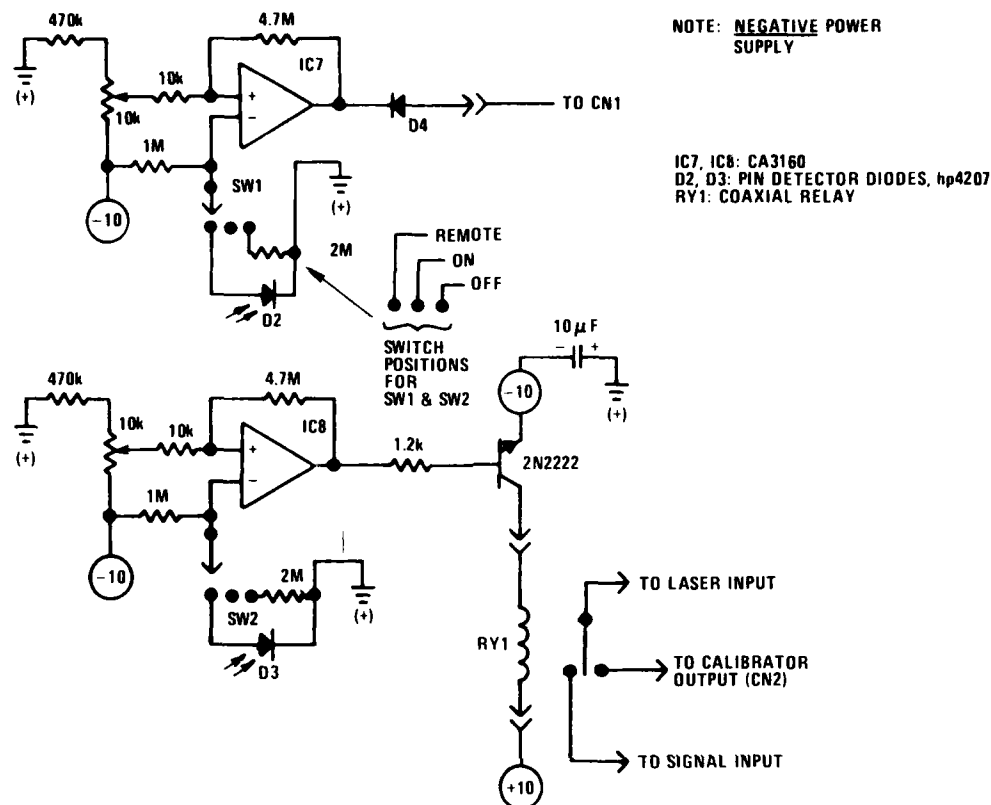 470k
4.7M
IC7
(+)
10k
10k
+
−
D4
TO CN1
1M
-10
SW1
(+)
2M
D2
NOTE: NEGATIVE POWER
SUPPLY
IC7, IC8: CA3160
D2, D3: PIN DETECTOR DIODES, hp4207
RY1: COAXIAL RELAY
REMOTE
ON
OFF
SWITCH
POSITIONS
FOR
SW1 & SW2
10 µF
− +
-10
(+)
470k
4.7M
IC8
(+)
10k
10k
+
−
1.2k
2N2222
1M
-10
2M
SW2
(+)
D3
RY1
+10
TO LASER INPUT
TO CALIBRATOR
OUTPUT (CN2)
TO SIGNAL INPUT